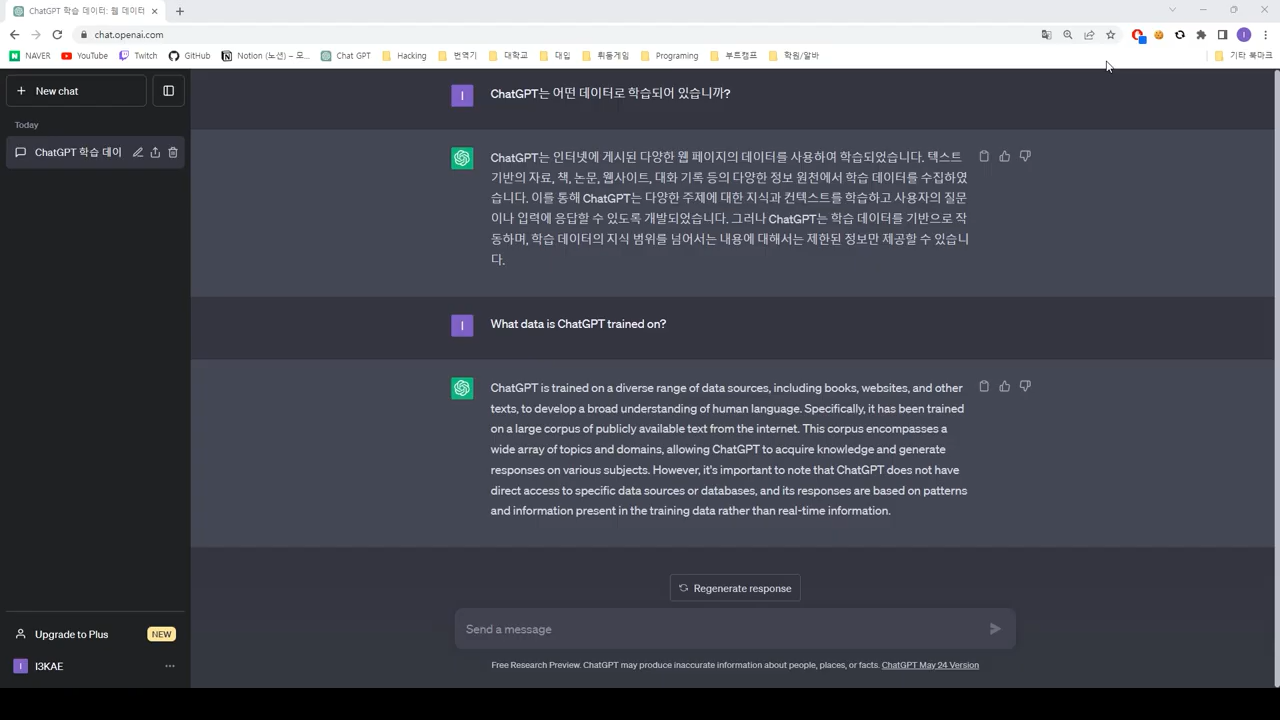 ChatGPT 학습 데이터: 웹 데이터
chat.openai.com
NAVER YouTube Twitch GitHub Notion (노션) – 모... Chat GPT Hacking 번역기 대학교 대입 뤼동게임 Programing 부트캠프 학원/알바 기타 북마크
New chat
Today
ChatGPT 학습 데이
ChatGPT는 어떤 데이터로 학습되어 있습니까?
ChatGPT는 인터넷에 게시된 다양한 웹 페이지의 데이터를 사용하여 학습되었습니다. 텍스트
기반의 자료, 책, 논문, 웹사이트, 대화 기록 등의 다양한 정보 원천에서 학습 데이터를 수집하였
습니다. 이를 통해 ChatGPT는 다양한 주제에 대한 지식과 컨텍스트를 학습하고 사용자의 질문
이나 입력에 응답할 수 있도록 개발되었습니다. 그러나 ChatGPT는 학습 데이터를 기반으로 작
동하며, 학습 데이터의 지식 범위를 넘어서는 내용에 대해서는 제한된 정보만 제공할 수 있습니
다.
What data is ChatGPT trained on?
ChatGPT is trained on a diverse range of data sources, including books, websites, and other
texts, to develop a broad understanding of human language. Specifically, it has been trained
on a large corpus of publicly available text from the internet. This corpus encompasses a
wide array of topics and domains, allowing ChatGPT to acquire knowledge and generate
responses on various subjects. However, it's important to note that ChatGPT does not have
direct access to specific data sources or databases, and its responses are based on patterns
and information present in the training data rather than real-time information.
Regenerate response
Send a message
Free Research Preview. ChatGPT may produce inaccurate information about people, places, or facts. ChatGPT May 24 Version
Upgrade to Plus NEW
I I3KAE